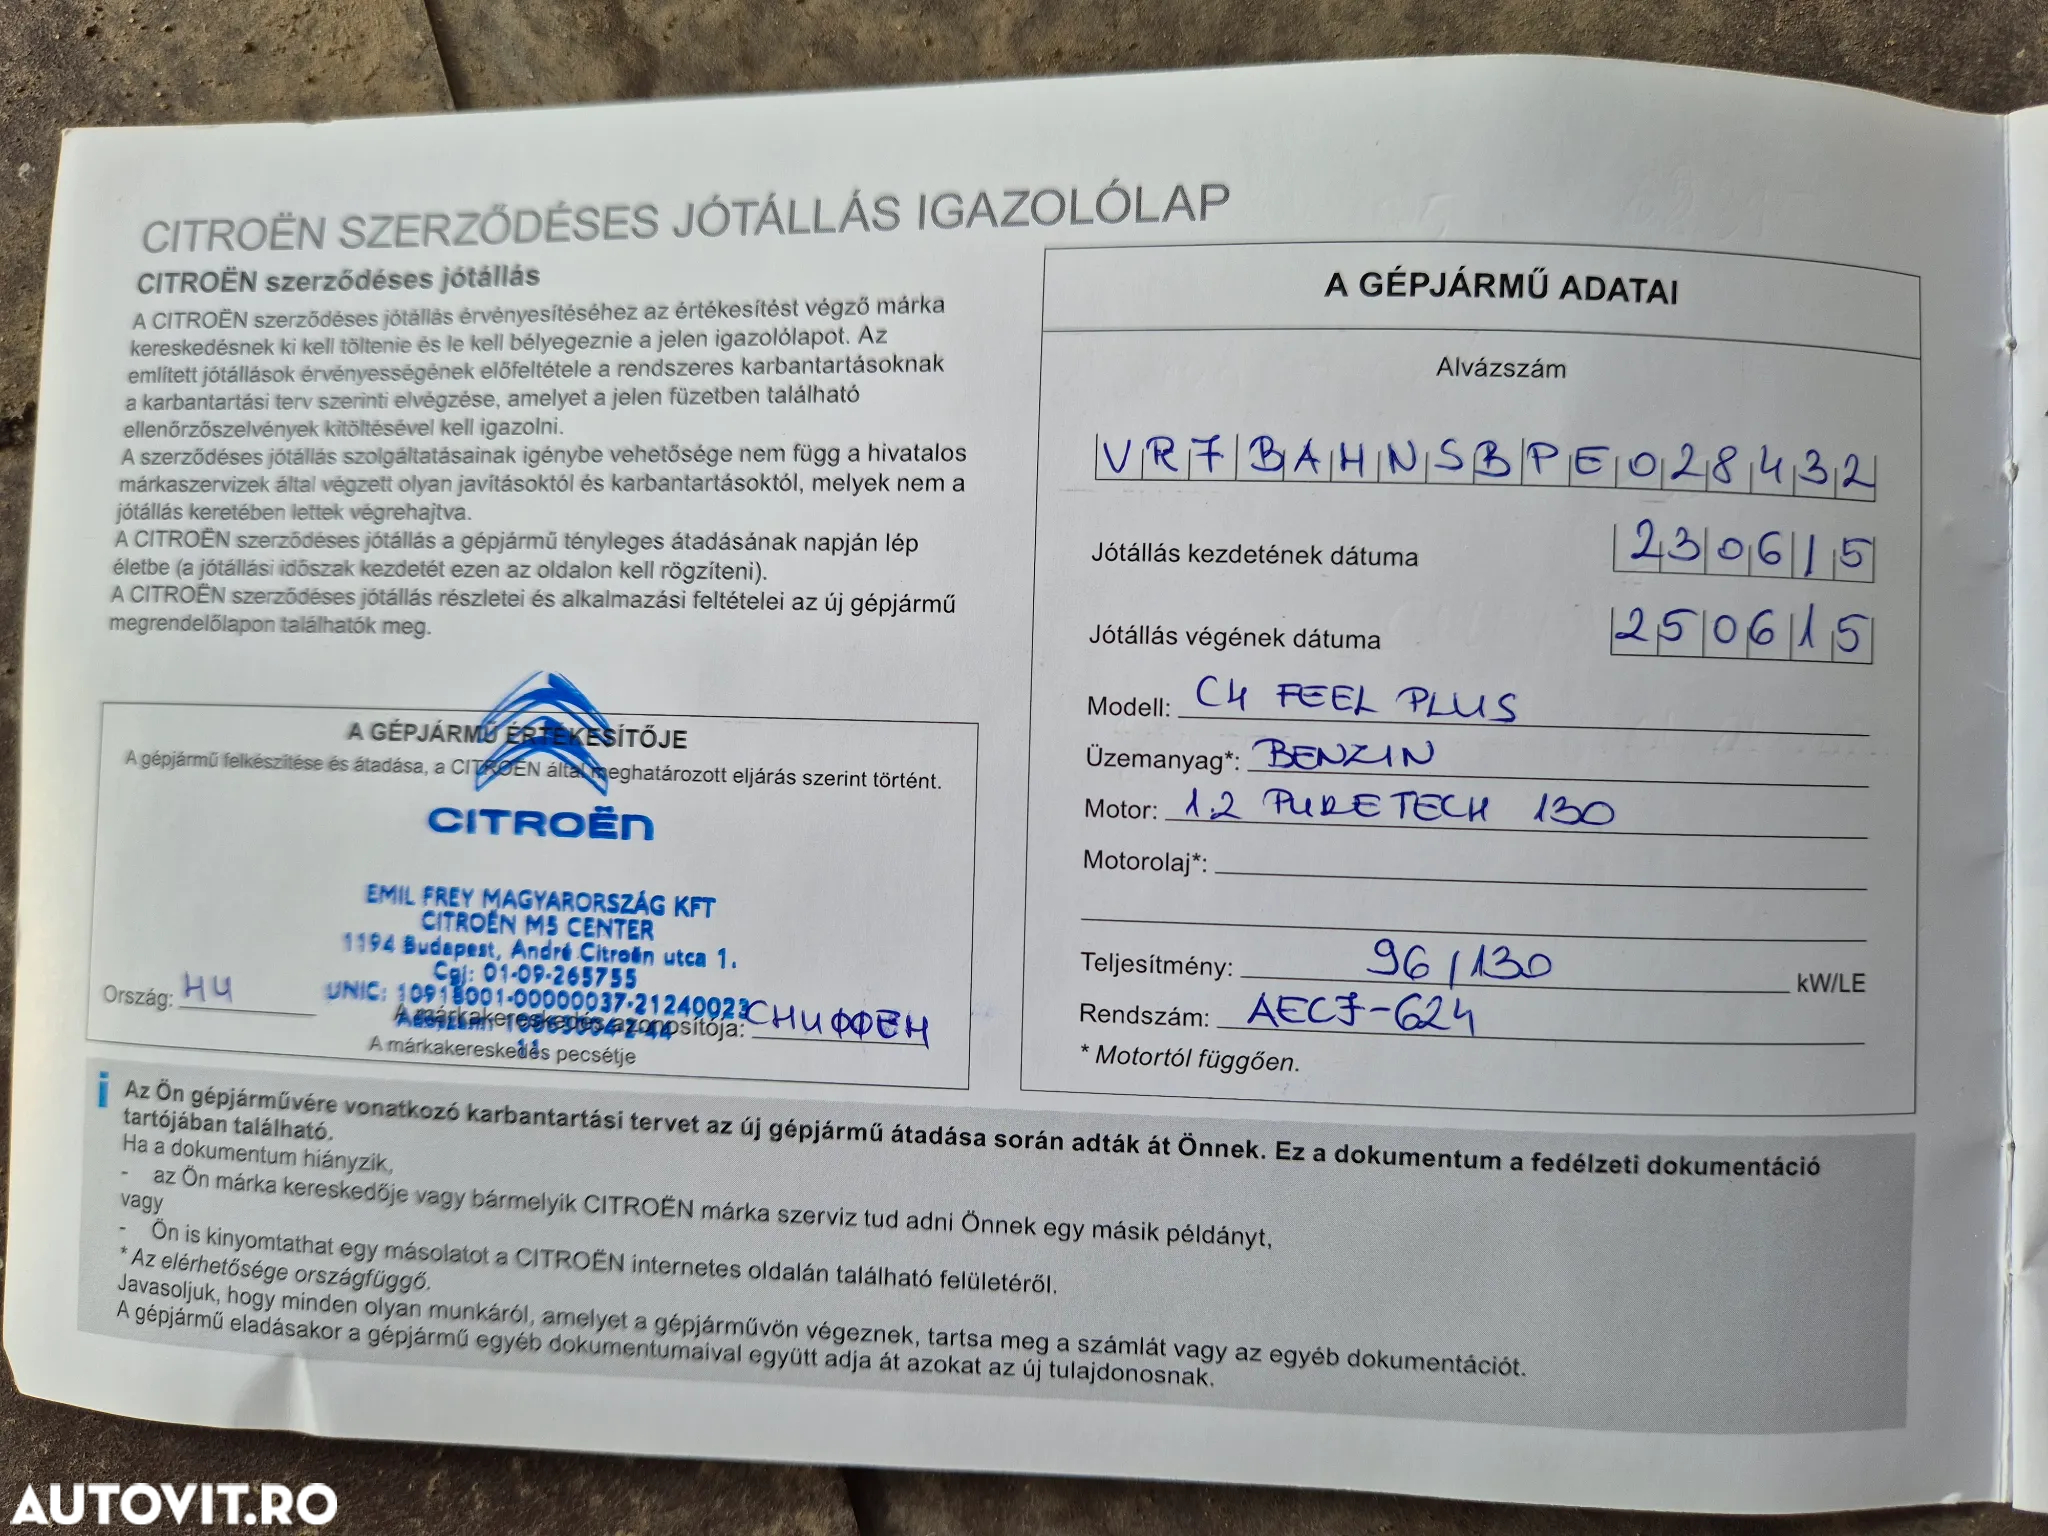 CITROËN SZERZŐDÉSES JÓTÁLLÁS IGAZOLÓLAP
CITROËN szerződéses jótállás
A CITROËN szerződéses jótállás érvényesítéséhez az értékesítést végző márka
kereskedésnek ki kell töltenie és le kell bélyegeznie a jelen igazolólapot. Az
említett jótállások érvényességének előfeltétele a rendszeres karbantartásoknak
a karbantartási terv szerinti elvégzése, amelyet a jelen füzetben található
ellenőrzőszelvények kitöltésével kell igazolni.
A szerződéses jótállás szolgáltatásainak igénybe vehetősége nem függ a hivatalos
márkaszervizek által végzett olyan javításoktól és karbantartásoktól, melyek nem a
jótállás keretében lettek végrehajtva.
A CITROËN szerződéses jótállás a gépjármű tényleges átadásának napján lép
életbe (a jótállási időszak kezdetét ezen az oldalon kell rögzíteni).
A CITROËN szerződéses jótállás részletei és alkalmazási feltételei az új gépjármű
megrendelőlapon találhatók meg.
A GÉPJÁRMŰ ÉRTÉKESÍTŐJE
A gépjármű felkészítése és átadása, a CITROËN által meghatározott eljárás szerint történt.
CITROËN
EMIL FREY MAGYARORSZÁG KFT
CITROËN M5 CENTER
1194 Budapest, André Citroën utca 1.
Cgj: 01-09-265755
UNIC: 10918001-00000037-21240023
Ország: HU
A márkakereskedés azonosítója:
A márkakereskedés pecsétje
11.
A GÉPJÁRMŰ ADATAI
Alvázszám
VR7BAHNSBPE028432
Jótállás kezdetének dátuma 230615
Jótállás végének dátuma 250615
Modell: C4 FEEL PLUS
Üzemanyag*: BENZIN
Motor: 1.2 PURETECH 130
Motorolaj*:
Teljesítmény: 96/130 kW/LE
Rendszám: AECJ-624
* Motortól függően.
i Az Ön gépjárművére vonatkozó karbantartási tervet az új gépjármű átadása során adták át Önnek. Ez a dokumentum a fedélzeti dokumentáció
tartójában található.
Ha a dokumentum hiányzik,
- az Ön márka kereskedője vagy bármelyik CITROËN márka szerviz tud adni Önnek egy másik példányt,
vagy
- Ön is kinyomtathat egy másolatot a CITROËN internetes oldalán található felületéről.
* Az elérhetősége országfüggő.
Javasoljuk, hogy minden olyan munkáról, amelyet a gépjárművön végeznek, tartsa meg a számlát vagy az egyéb dokumentációt.
A gépjármű eladásakor a gépjármű egyéb dokumentumaival együtt adja át azokat az új tulajdonosnak.
AUTOVIT.RO